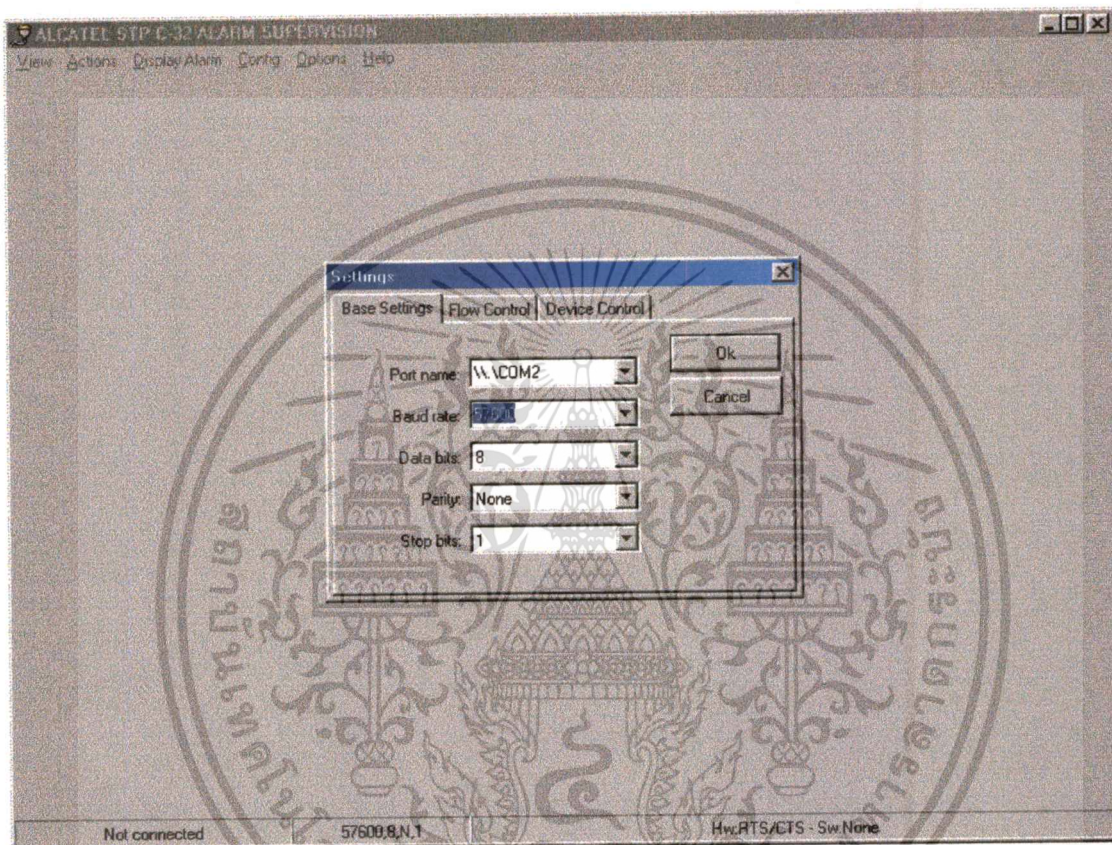 ALCATEL STP C-32 ALARM SUPERVISION
View Actions Display Alarm Config Options Help
Settings
Base Settings Flow Control Device Control
Port name: \\.\COM2
Baud rate: 57600
Data bits: 8
Parity: None
Stop bits: 1
Ok
Cancel
Not connected 57600,8,N,1 Hw:RTS/CTS - Sw:None